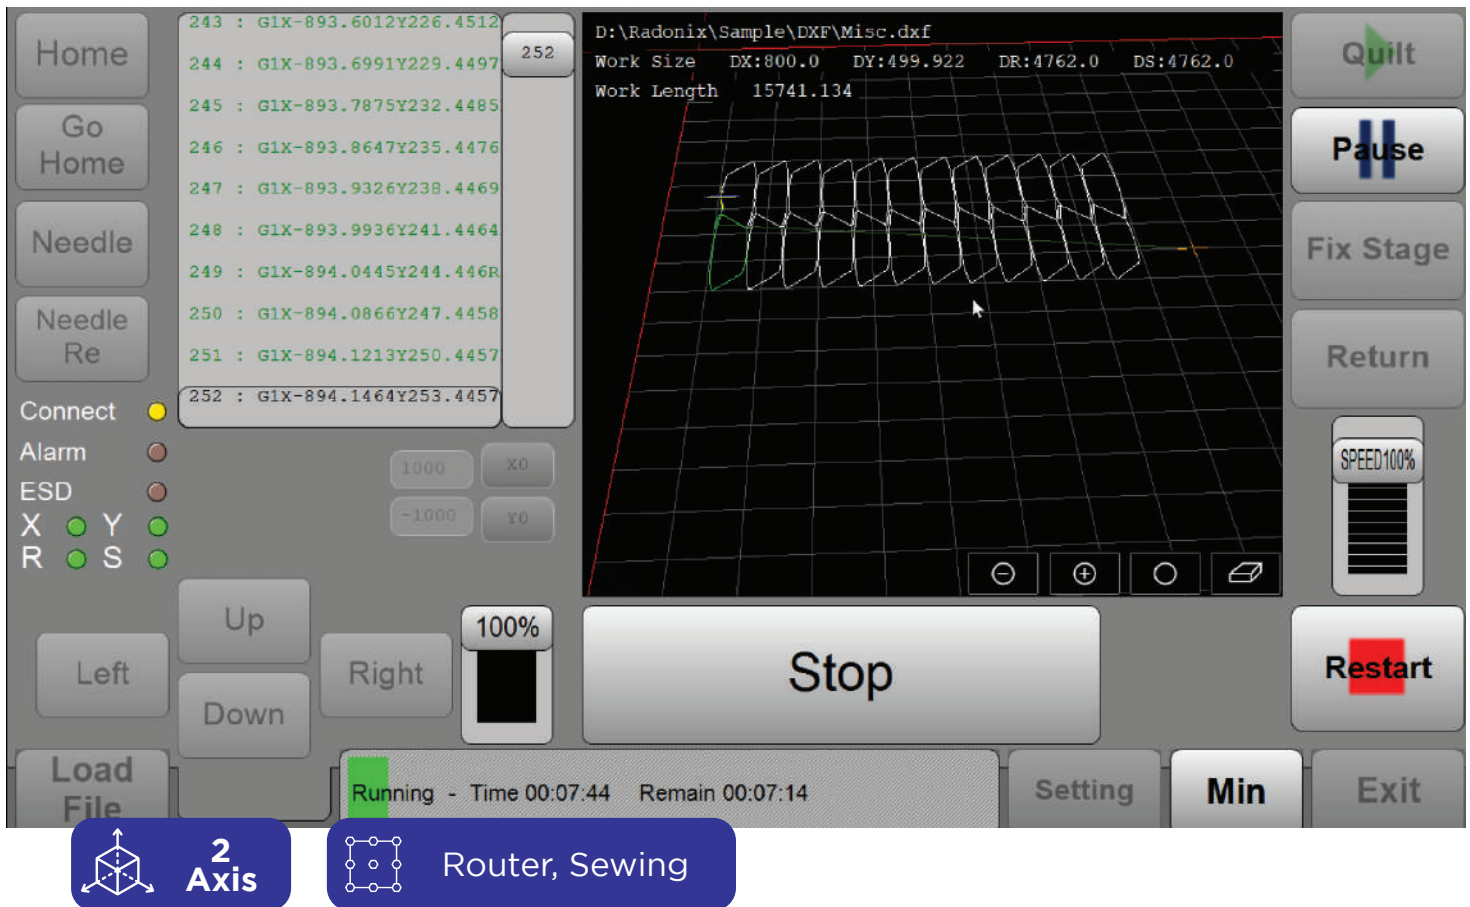 Home
Go
Home
Needle
Needle
Re
Connect
Alarm
ESD
X Y
R S
243 : G1X-893.6012Y226.4512
244 : G1X-893.6991Y229.4497
245 : G1X-893.7875Y232.4485
246 : G1X-893.8647Y235.4476
247 : G1X-893.9326Y238.4469
248 : G1X-893.9936Y241.4464
249 : G1X-894.0445Y244.446R
250 : G1X-894.0866Y247.4458
251 : G1X-894.1213Y250.4457
252 : G1X-894.1464Y253.4457
252
1000
X0
-1000
Y0
D:\Radonix\Sample\DXF\Misc.dxf
Work Size DX:800.0 DY:499.922 DR:4762.0 DS:4762.0
Work Length 15741.134
Quilt
Pause
Fix Stage
Return
SPEED100%
Restart
Up
Left
Right
Down
100%
Stop
Load
File
Running - Time 00:07:44 Remain 00:07:14
Setting
Min
Exit
2
Axis
Router, Sewing